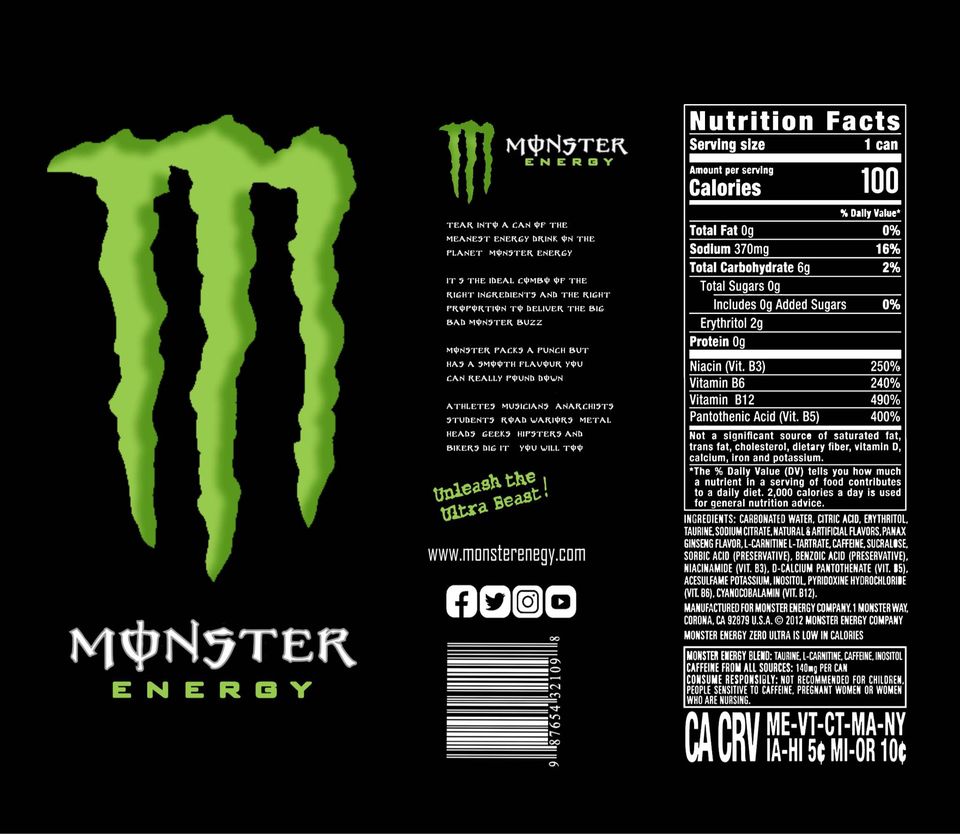 MONSTER
ENERGY
MONSTER
ENERGY
TEAR INTO A CAN OF THE
MEANEST ENERGY DRINK ON THE
PLANET MONSTER ENERGY
IT S THE IDEAL COMBO OF THE
RIGHT INGREDIENTS AND THE RIGHT
PROPORTION TO DELIVER THE BIG
BAD MONSTER BUZZ
MONSTER PACKS A PUNCH BUT
HAS A SMOOTH FLAVOUR YOU
CAN REALLY POUND DOWN
ATHLETES MUSICIANS ANARCHISTS
STUDENTS ROAD WARIORS METAL
HEADS GEEKS HIPSTERS AND
BIKERS DIG IT YOU WILL TOO
Unleash the
Ultra Beast!
www.monsterenegy.com
9 87654 32109 8
Nutrition Facts
Serving size 1 can
Amount per serving
Calories 100
% Daily Value*
Total Fat 0g 0%
Sodium 370mg 16%
Total Carbohydrate 6g 2%
Total Sugars 0g
Includes 0g Added Sugars 0%
Erythritol 2g
Protein 0g
Niacin (Vit. B3) 250%
Vitamin B6 240%
Vitamin B12 490%
Pantothenic Acid (Vit. B5) 400%
Not a significant source of saturated fat,
trans fat, cholesterol, dietary fiber, vitamin D,
calcium, iron and potassium.
*The % Daily Value (DV) tells you how much
a nutrient in a serving of food contributes
to a daily diet. 2,000 calories a day is used
for general nutrition advice.
INGREDIENTS: CARBONATED WATER, CITRIC ACID, ERYTHRITOL,
TAURINE, SODIUM CITRATE, NATURAL & ARTIFICIAL FLAVORS, PANAX
GINSENG FLAVOR, L-CARNITINE L-TARTRATE, CAFFEINE, SUCRALOSE,
SORBIC ACID (PRESERVATIVE), BENZOIC ACID (PRESERVATIVE),
NIACINAMIDE (VIT. B3), D-CALCIUM PANTOTHENATE (VIT. B5),
ACESULFAME POTASSIUM, INOSITOL, PYRIDOXINE HYDROCHLORIDE
(VIT. B6), CYANOCOBALAMIN (VIT. B12).
MANUFACTURED FOR MONSTER ENERGY COMPANY. 1 MONSTER WAY,
CORONA, CA 92879 U.S.A. © 2012 MONSTER ENERGY COMPANY
MONSTER ENERGY ZERO ULTRA IS LOW IN CALORIES
MONSTER ENERGY BLEND: TAURINE, L-CARNITINE, CAFFEINE, INOSITOL
CAFFEINE FROM ALL SOURCES: 140mg PER CAN
CONSUME RESPONSIBLY: NOT RECOMMENDED FOR CHILDREN,
PEOPLE SENSITIVE TO CAFFEINE, PREGNANT WOMEN OR WOMEN
WHO ARE NURSING.
CA CRV ME-VT-CT-MA-NY
IA-HI 5¢ MI-OR 10¢